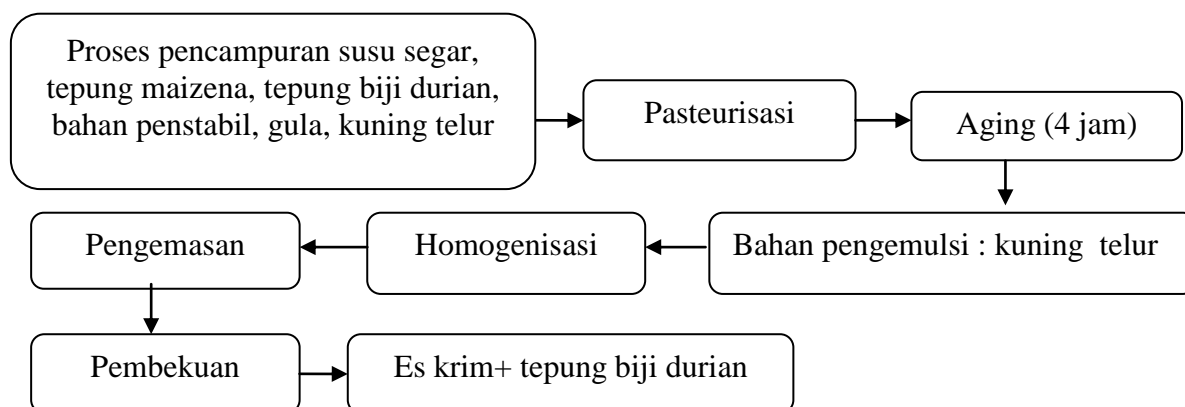 Proses pencampuran susu segar,
tepung maizena, tepung biji durian,
bahan penstabil, gula, kuning telur
Pasteurisasi
Aging (4 jam)
Bahan pengemulsi : kuning  telur
Homogenisasi
Pengemasan
Pembekuan
Es krim+ tepung biji durian